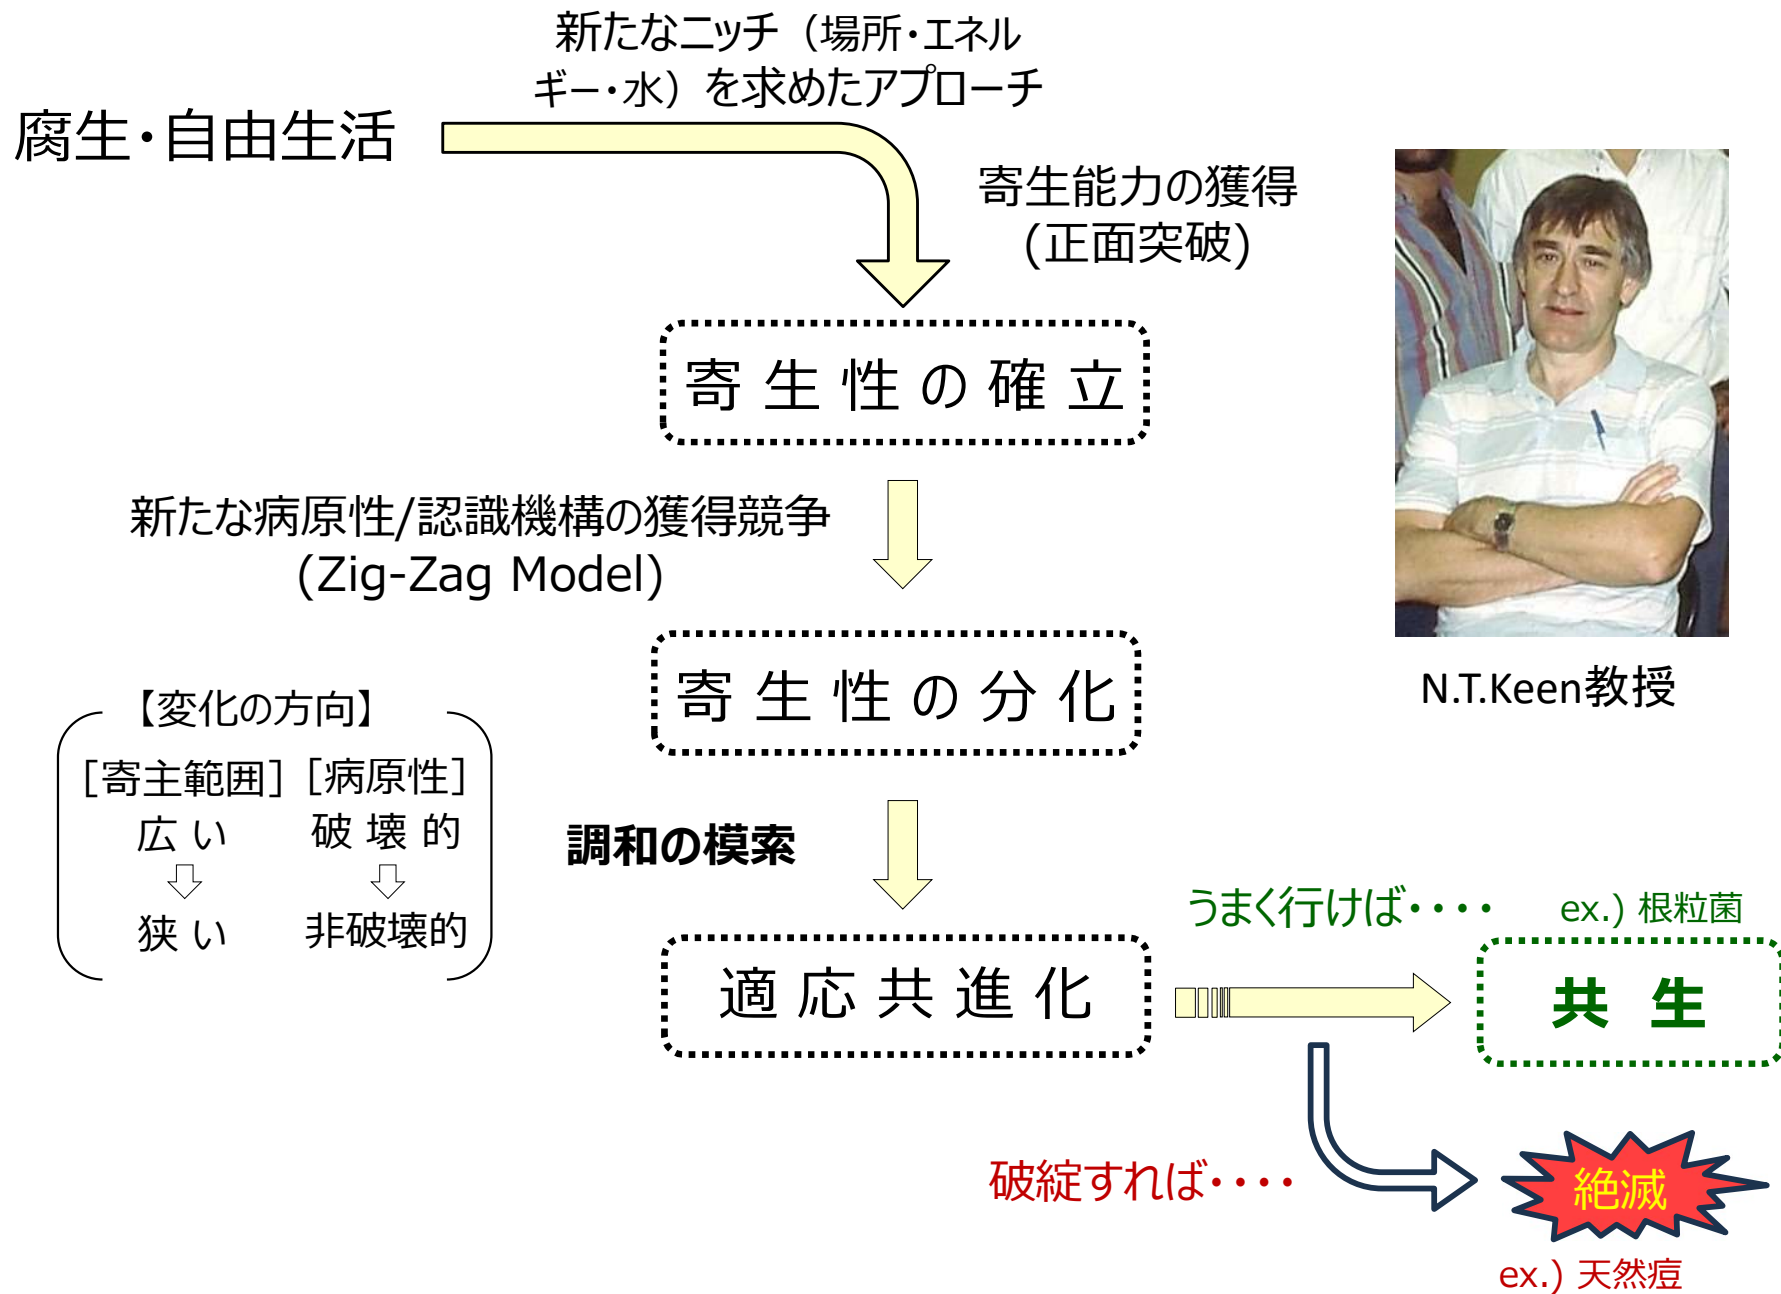 新たなニッチ（場所・エネル
ギー・水）を求めたアプローチ
腐生・自由生活
寄生能力の獲得
(正面突破)
寄生性の確立
新たな病原性/認識機構の獲得競争
(Zig-Zag Model)
寄生性の分化
N.T.Keen教授
【変化の方向】
［寄主範囲］［病原性］
広い 破壊的
狭い 非破壊的
調和の模索
うまく行けば・・・・
ex.) 根粒菌
適応共進化
共生
破綻すれば・・・・
絶滅
ex.) 天然痘